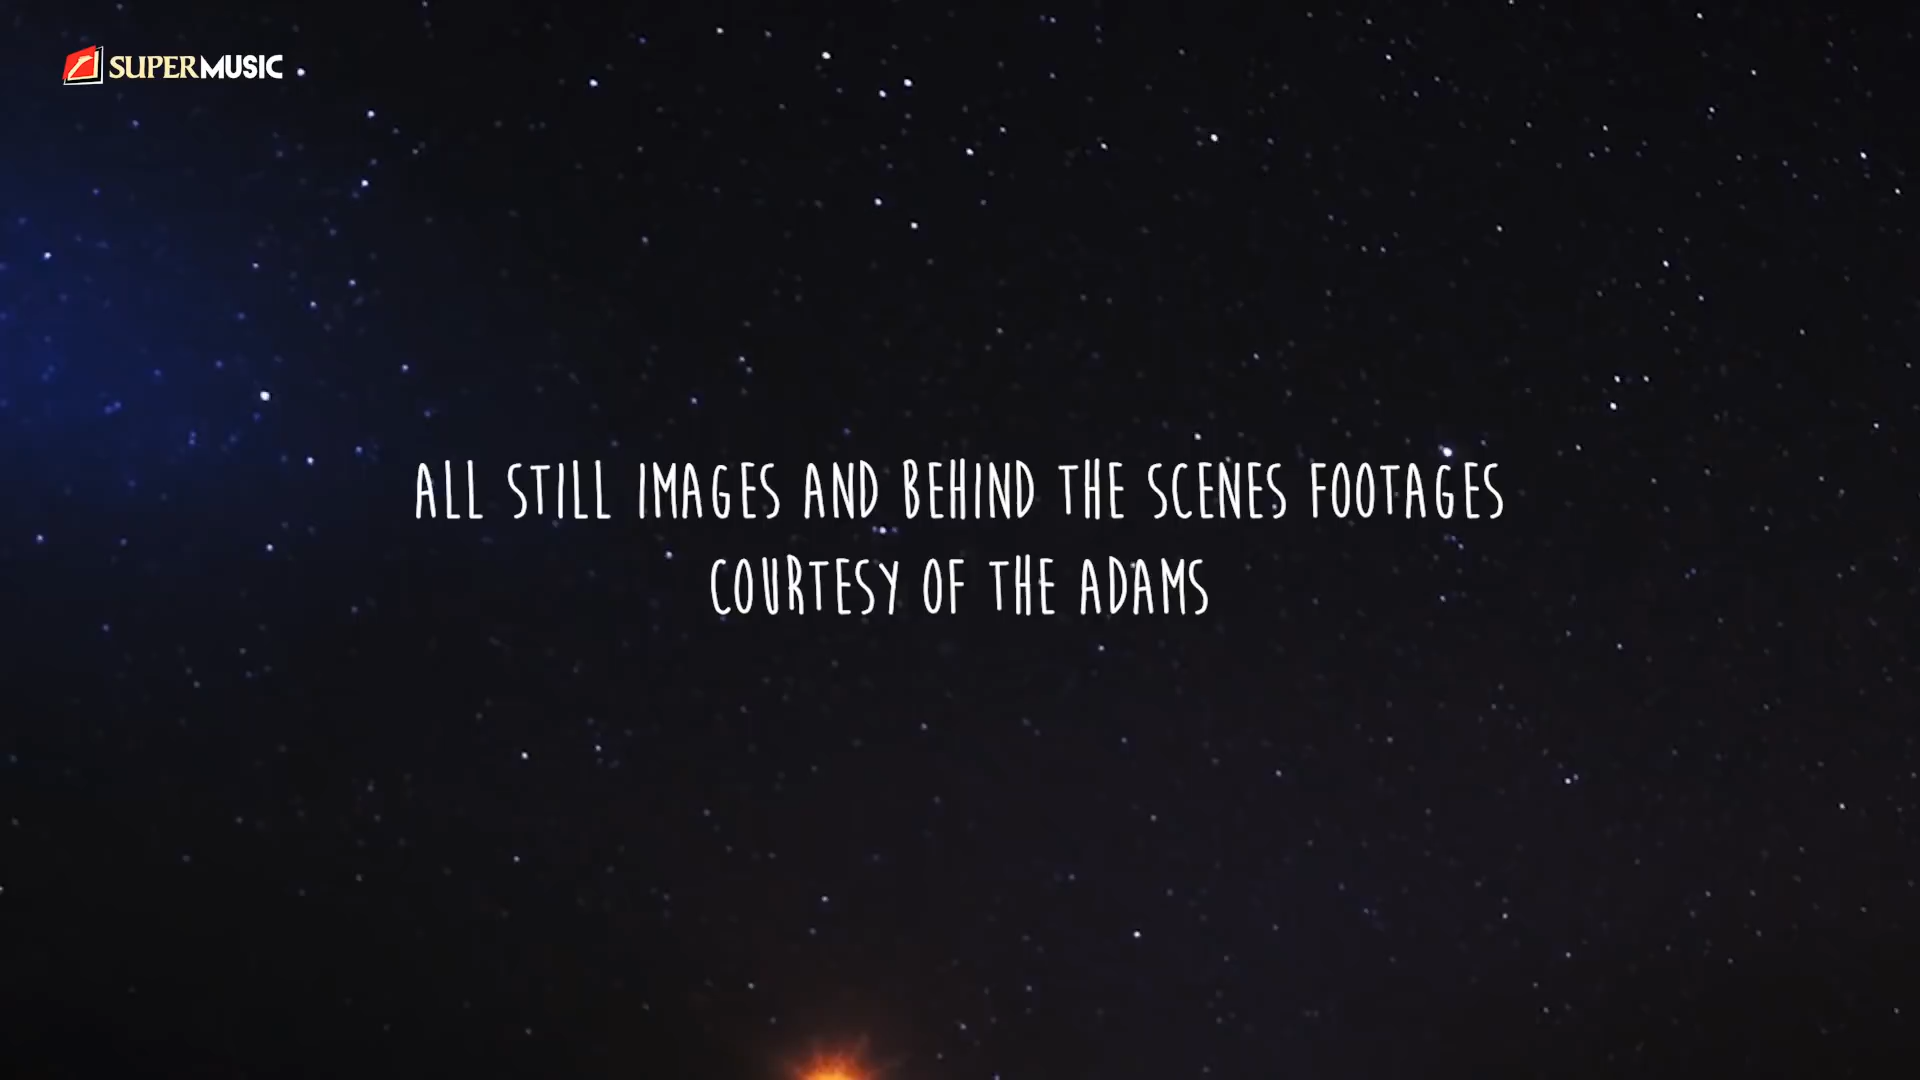 SUPERMUSIC
ALL STILL IMAGES AND BEHIND THE SCENES FOOTAGES
COURTESY OF THE ADAMS